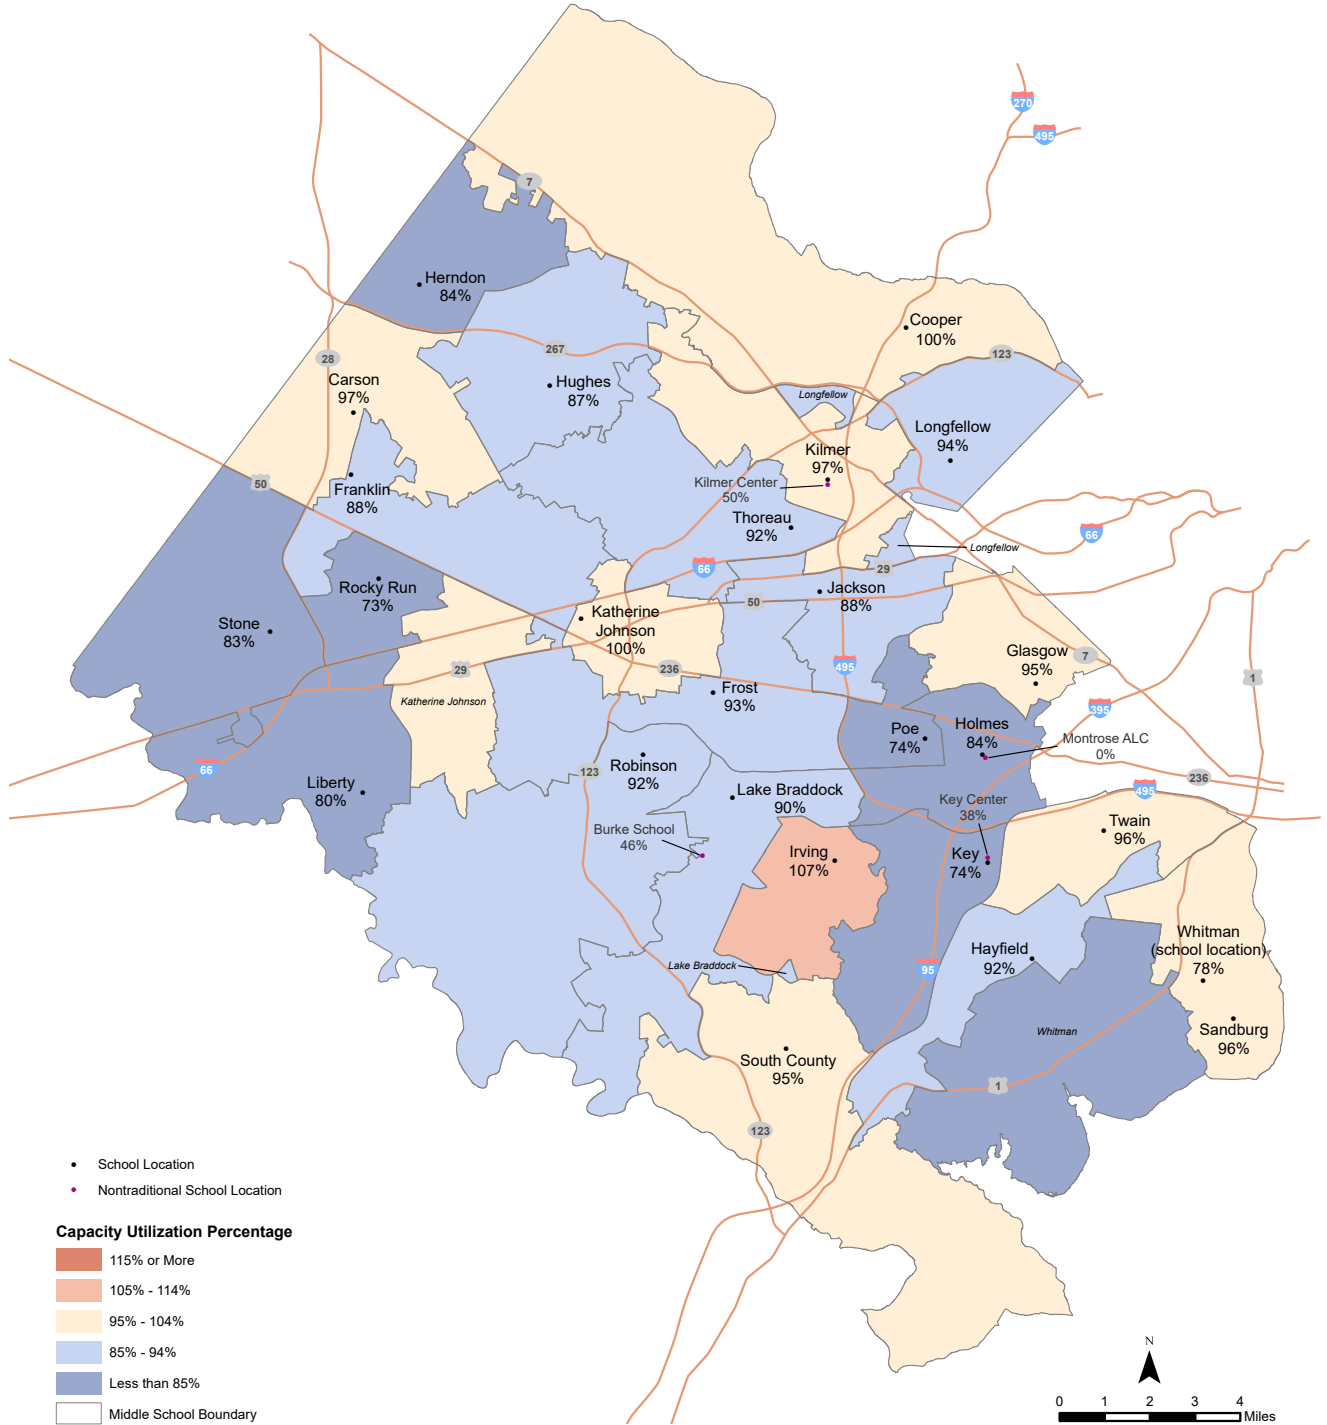 270
495
7
Herndon
84%
Cooper
100%
123
267
28
Carson
97%
Hughes
87%
Longfellow
Longfellow
94%
Kilmer
97%
Kilmer Center
50%
50
Franklin
88%
Thoreau
92%
66
Longfellow
66
29
Rocky Run
73%
Jackson
88%
50
Katherine
Johnson
100%
Stone
83%
Glasgow
95%
7
495
236
29
1
Katherine Johnson
Frost
93%
395
Poe
74%
Holmes
84%
Montrose ALC
0%
66
Robinson
92%
123
236
Liberty
80%
Lake Braddock
90%
495
Key Center
38%
Burke School
46%
Twain
96%
Irving
107%
Key
74%
Whitman
(school location)
78%
Hayfield
92%
Lake Braddock
95
Sandburg
96%
Whitman
South County
95%
1
123
School Location
Nontraditional School Location
Capacity Utilization Percentage
115% or More
105% - 114%
95% - 104%
85% - 94%
Less than 85%
Middle School Boundary
N
0 1 2 3 4
Miles